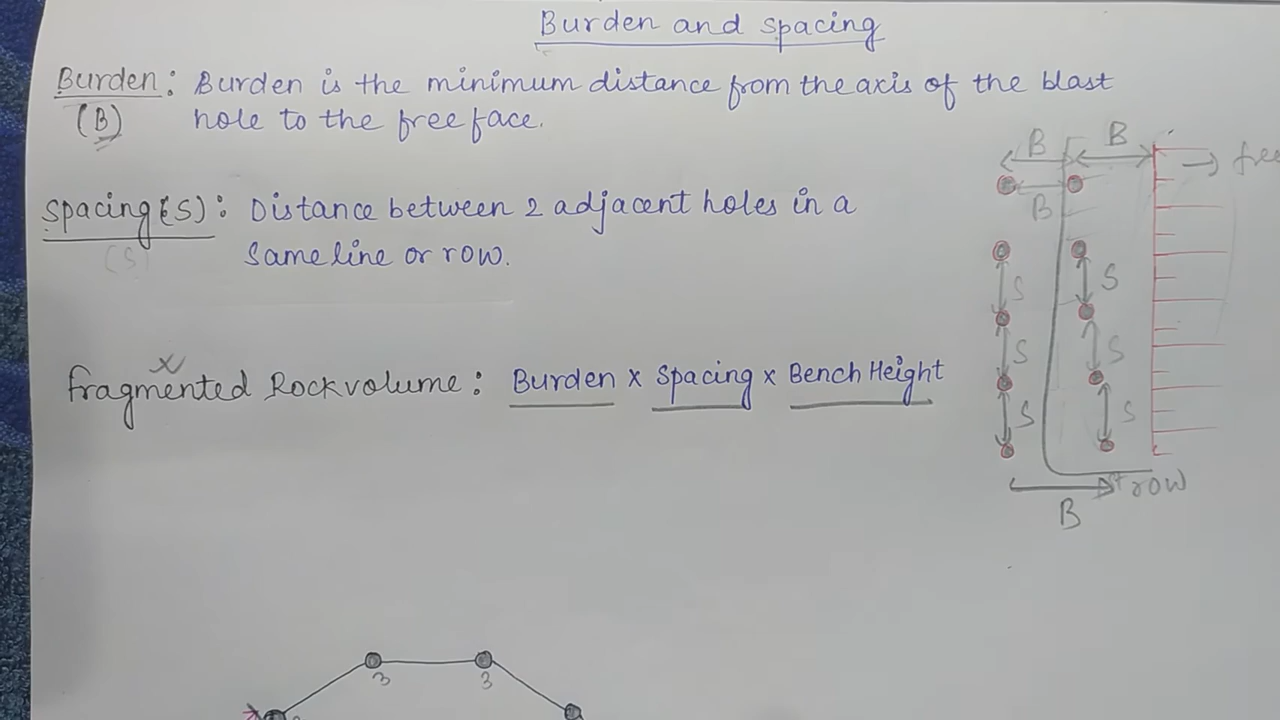 Burden and spacing
Burden: Burden is the minimum distance from the axis of the blast
(B) hole to the free face.
Spacing(S): Distance between 2 adjacent holes in a
(S) Same line or row.
x
fragmented Rock volume: Burden x Spacing x Bench Height
B B
B
S S
S S
S S
row
B
3 3